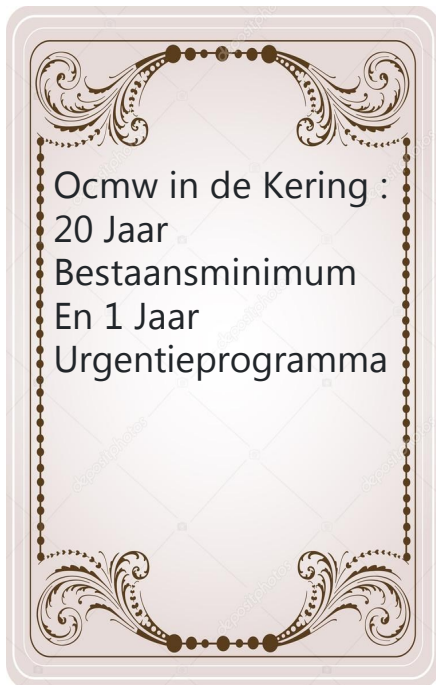 Ocmw in de Kering :
20 Jaar
Bestaansminimum
En 1 Jaar
Urgentieprogramma